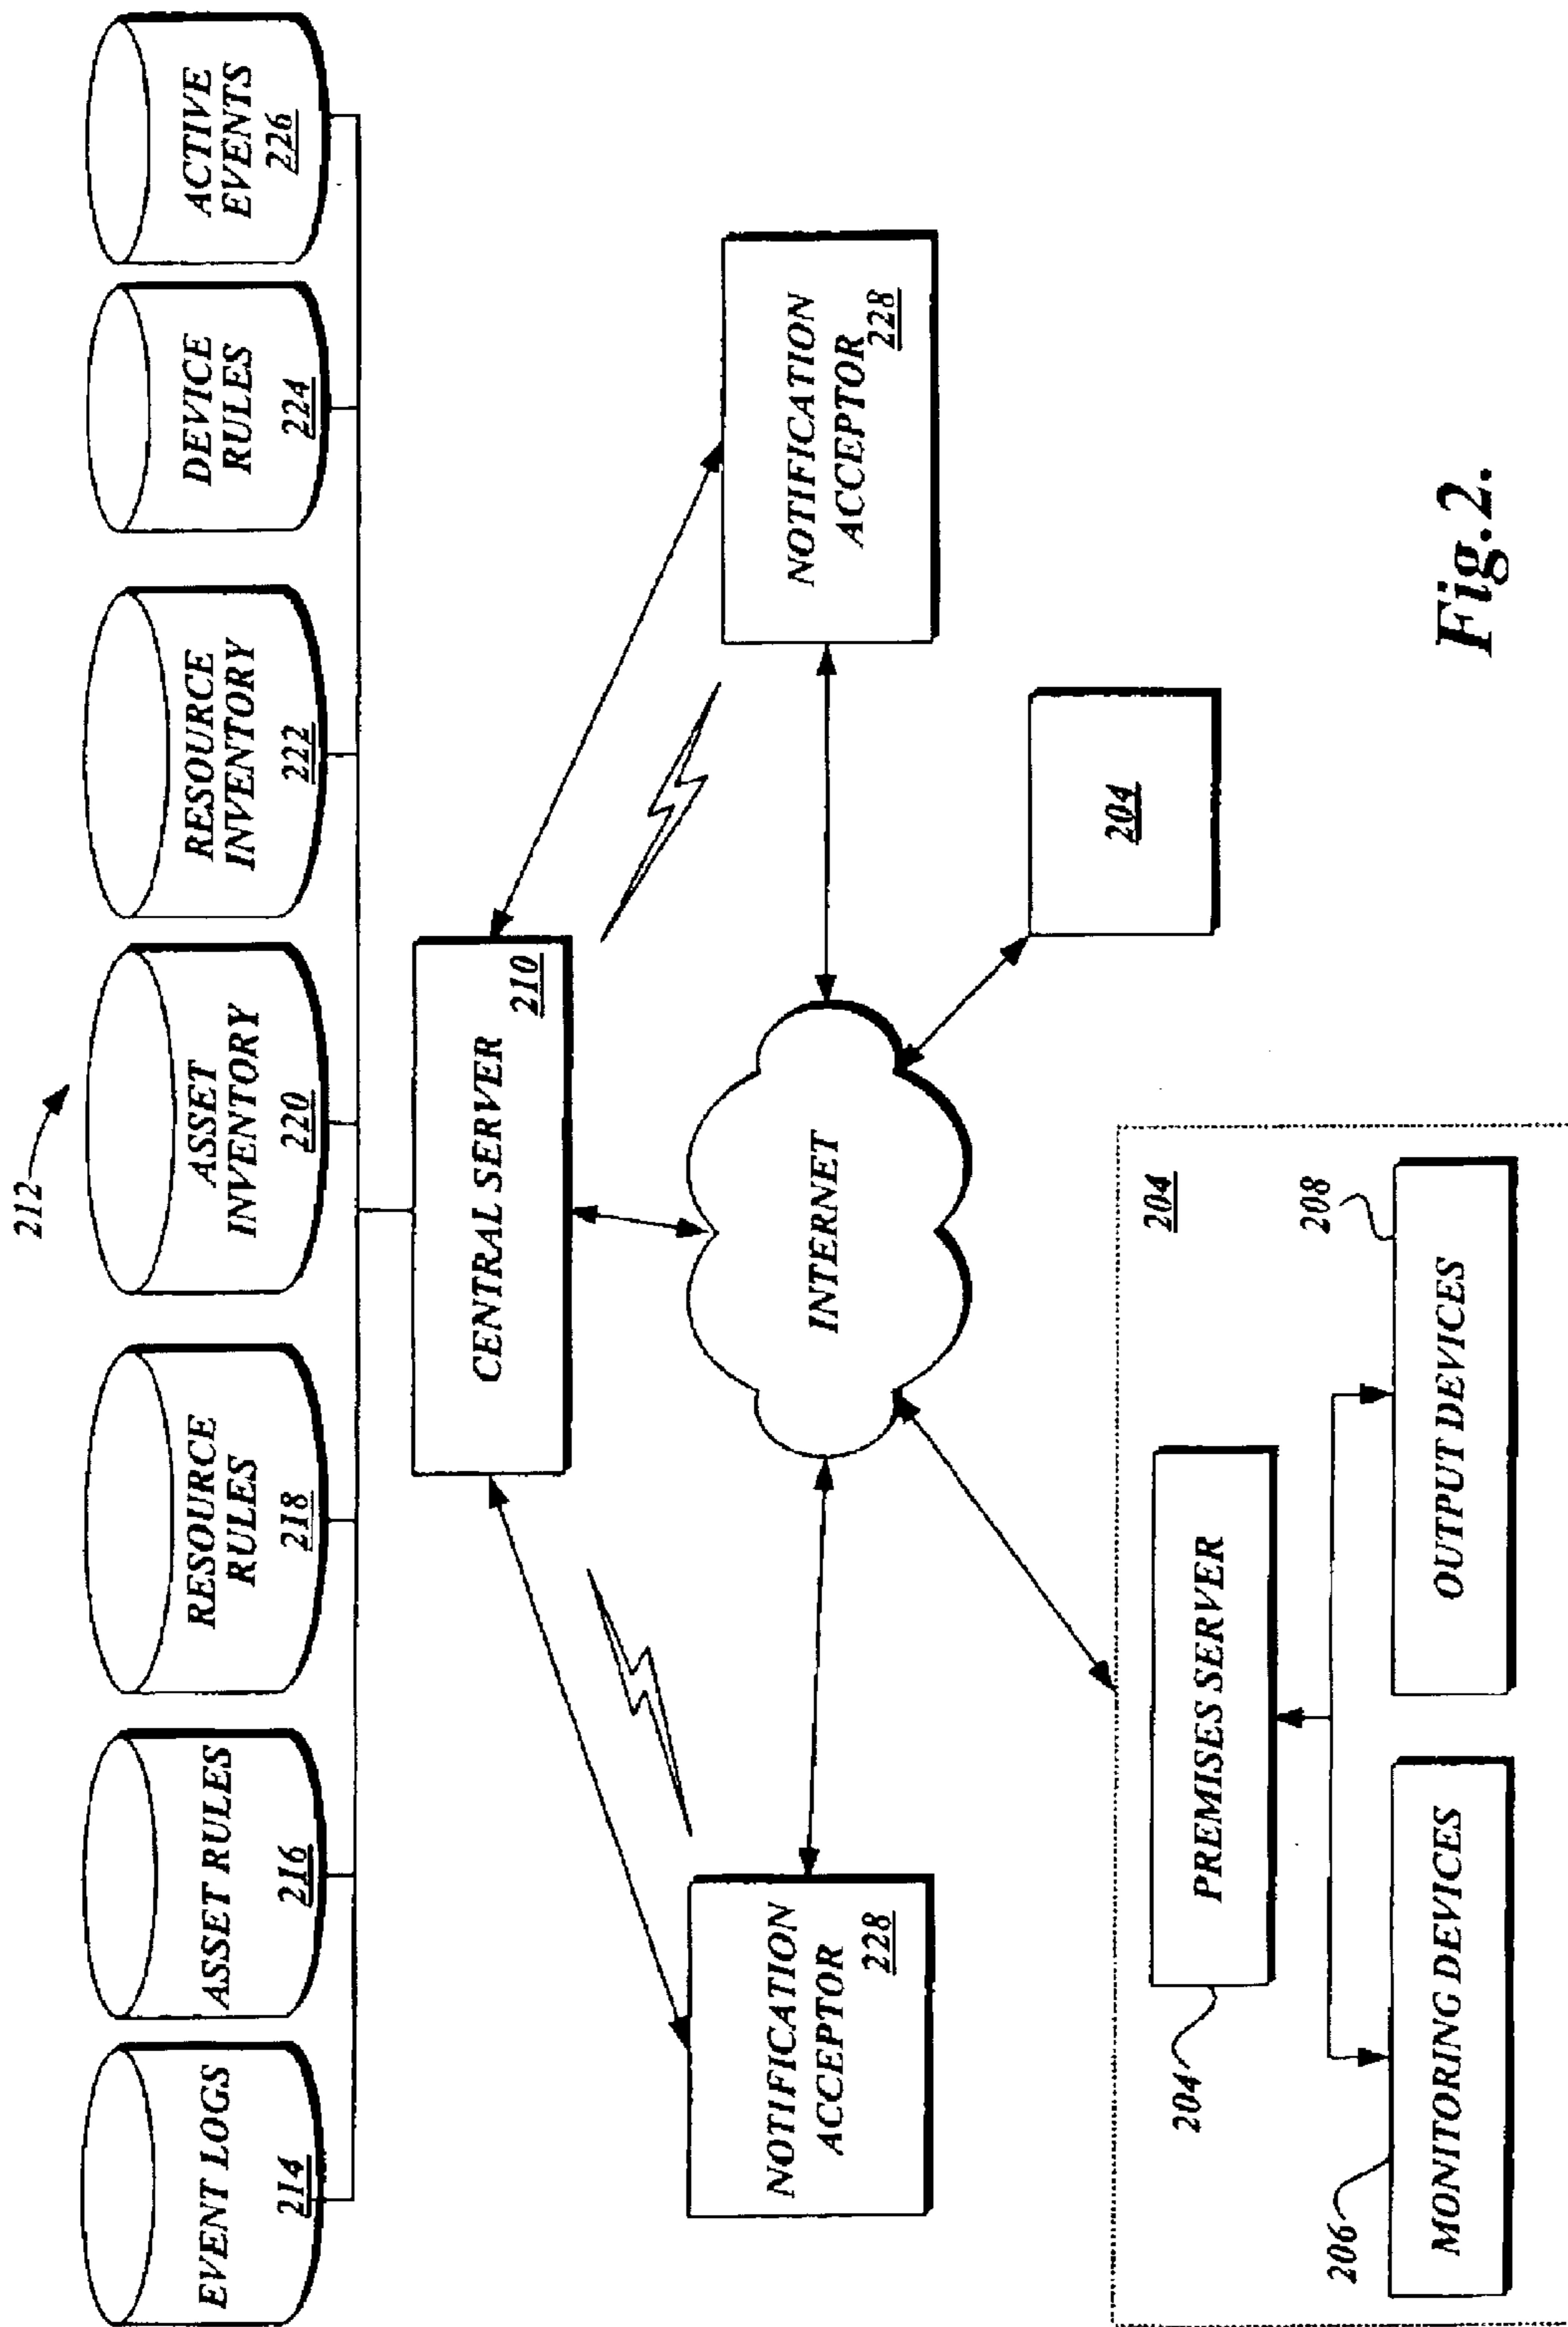 212
EVENT LOGS
214
ASSET RULES
216
RESOURCE
RULES
218
ASSET
INVENTORY
220
RESOURCE
INVENTORY
222
DEVICE
RULES
224
ACTIVE
EVENTS
226
CENTRAL SERVER
210
NOTIFICATION
ACCEPTOR
228
INTERNET
NOTIFICATION
ACCEPTOR
228
204
204
PREMISES SERVER
204
206
MONITORING DEVICES
208
OUTPUT DEVICES
Fig.2.